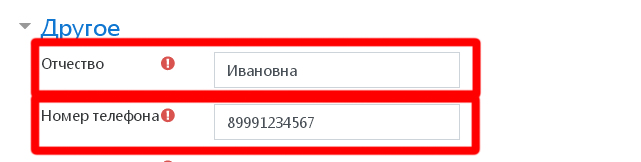 Другое
Отчество
Ивановна
Номер телефона
89991234567